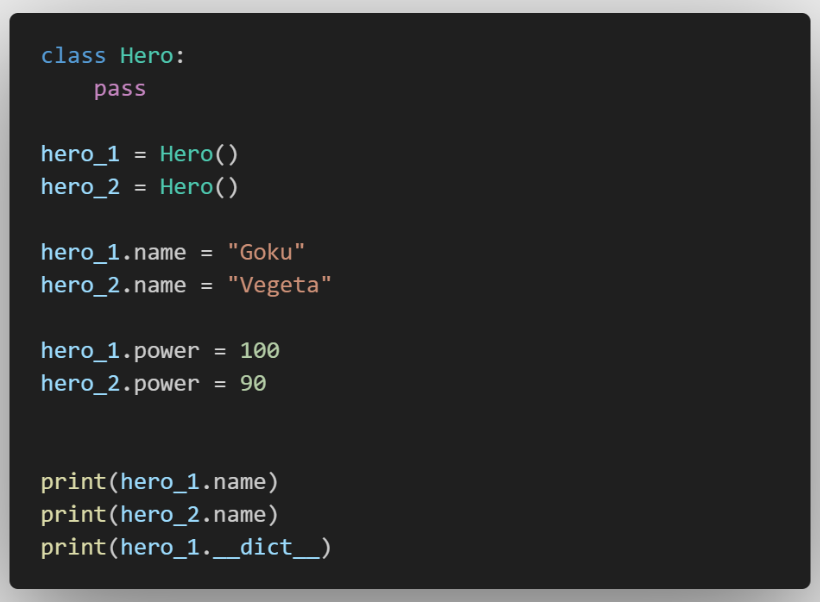 class Hero:
    pass

hero_1 = Hero()
hero_2 = Hero()

hero_1.name = "Goku"
hero_2.name = "Vegeta"

hero_1.power = 100
hero_2.power = 90


print(hero_1.name)
print(hero_2.name)
print(hero_1.__dict__)